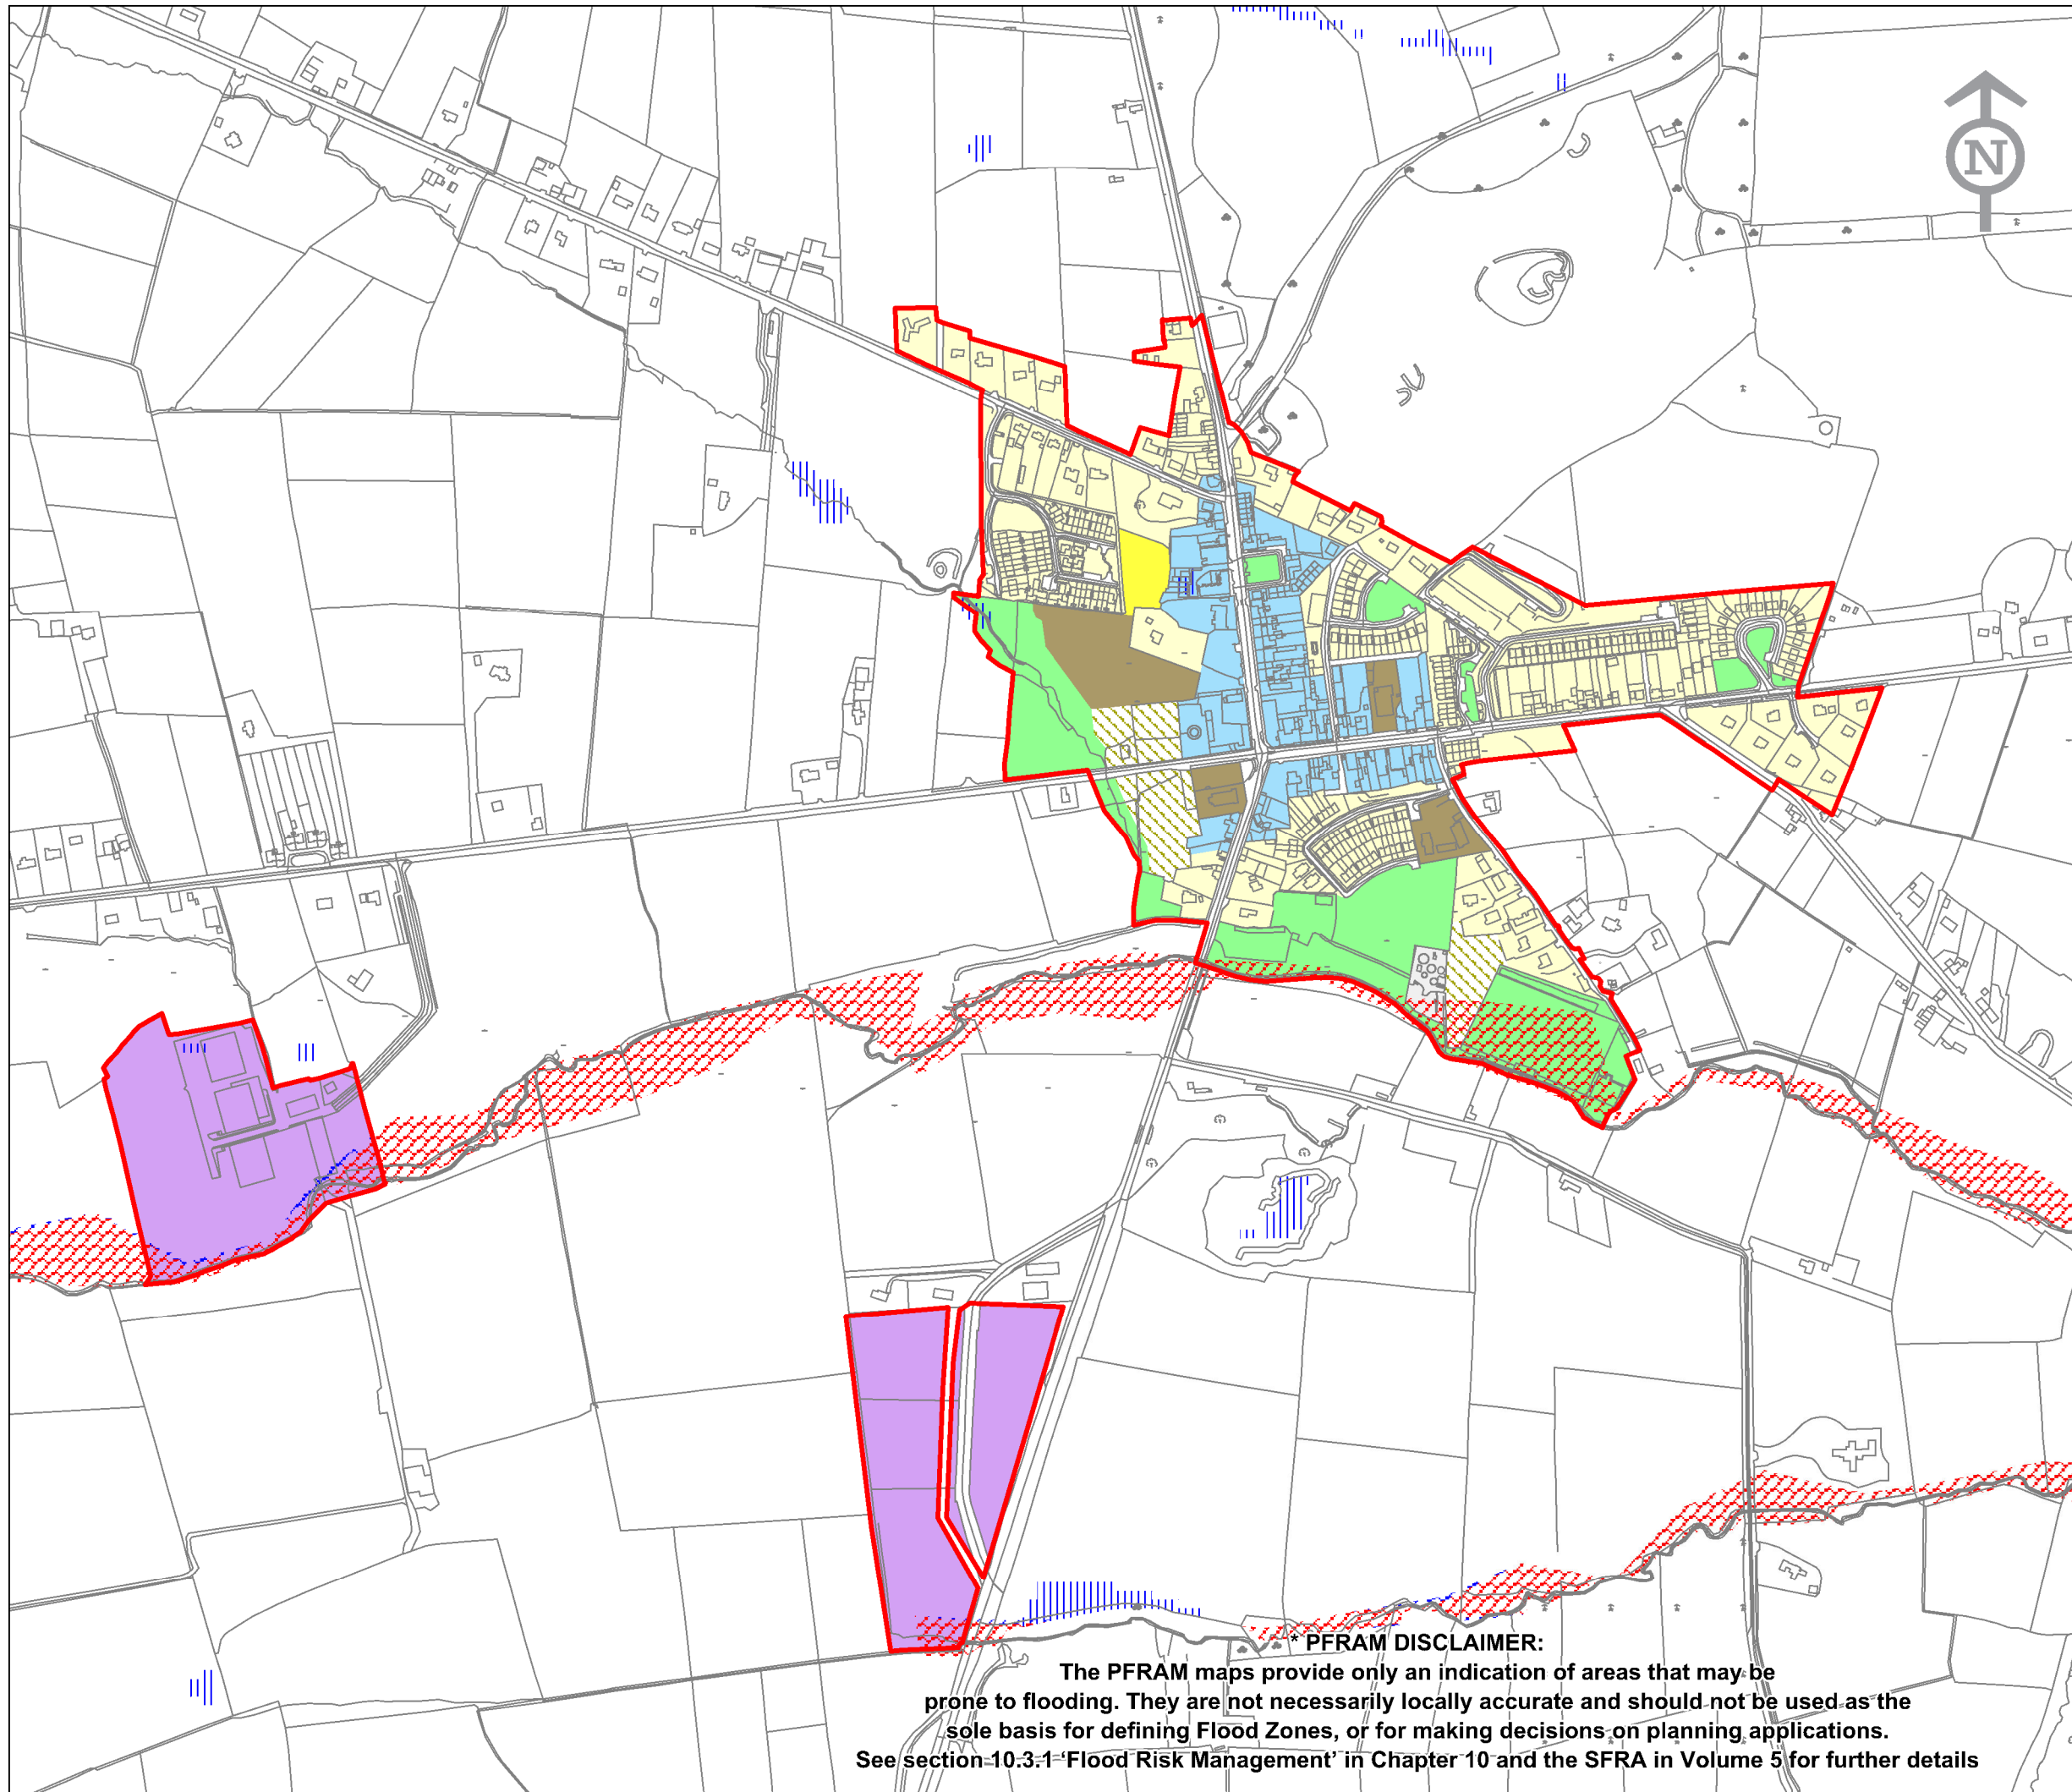 N
* PFRAM DISCLAIMER:
The PFRAM maps provide only an indication of areas that may be
prone to flooding. They are not necessarily locally accurate and should not be used as the
sole basis for defining Flood Zones, or for making decisions on planning applications.
See section 10.3.1 ‘Flood Risk Management’ in Chapter 10 and the SFRA in Volume 5 for further details